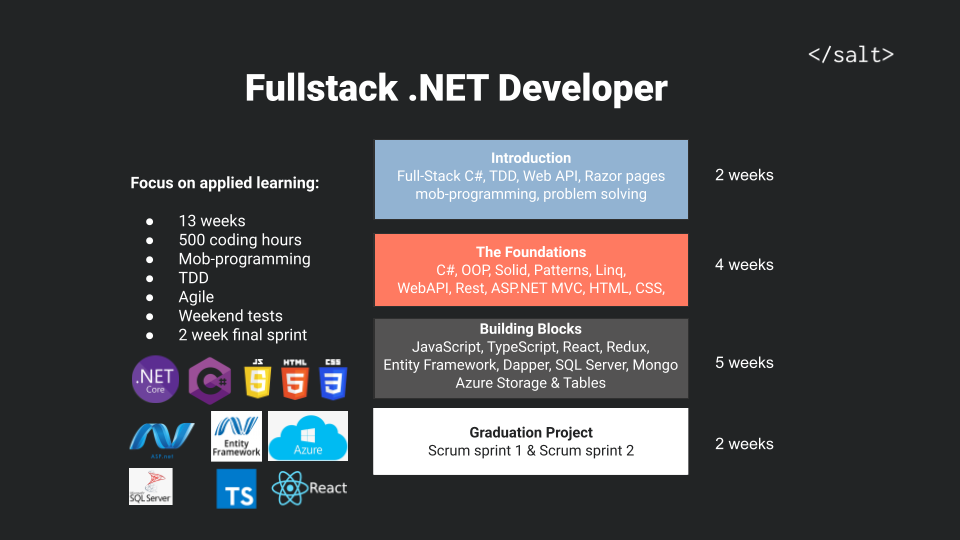 </salt>
Fullstack .NET Developer
Focus on applied learning:
● 13 weeks
● 500 coding hours
● Mob-programming
● TDD
● Agile
● Weekend tests
● 2 week final sprint
.NET
Core
C#
JS
5
HTML
5
CSS
3
ASP.net
Entity
Framework
Azure
Microsoft
SQL Server
TS
React
Introduction
Full-Stack C#, TDD, Web API, Razor pages
mob-programming, problem solving
2 weeks
The Foundations
C#, OOP, Solid, Patterns, Linq,
WebAPI, Rest, ASP.NET MVC, HTML, CSS,
4 weeks
Building Blocks
JavaScript, TypeScript, React, Redux,
Entity Framework, Dapper, SQL Server, Mongo
Azure Storage & Tables
5 weeks
Graduation Project
Scrum sprint 1 & Scrum sprint 2
2 weeks